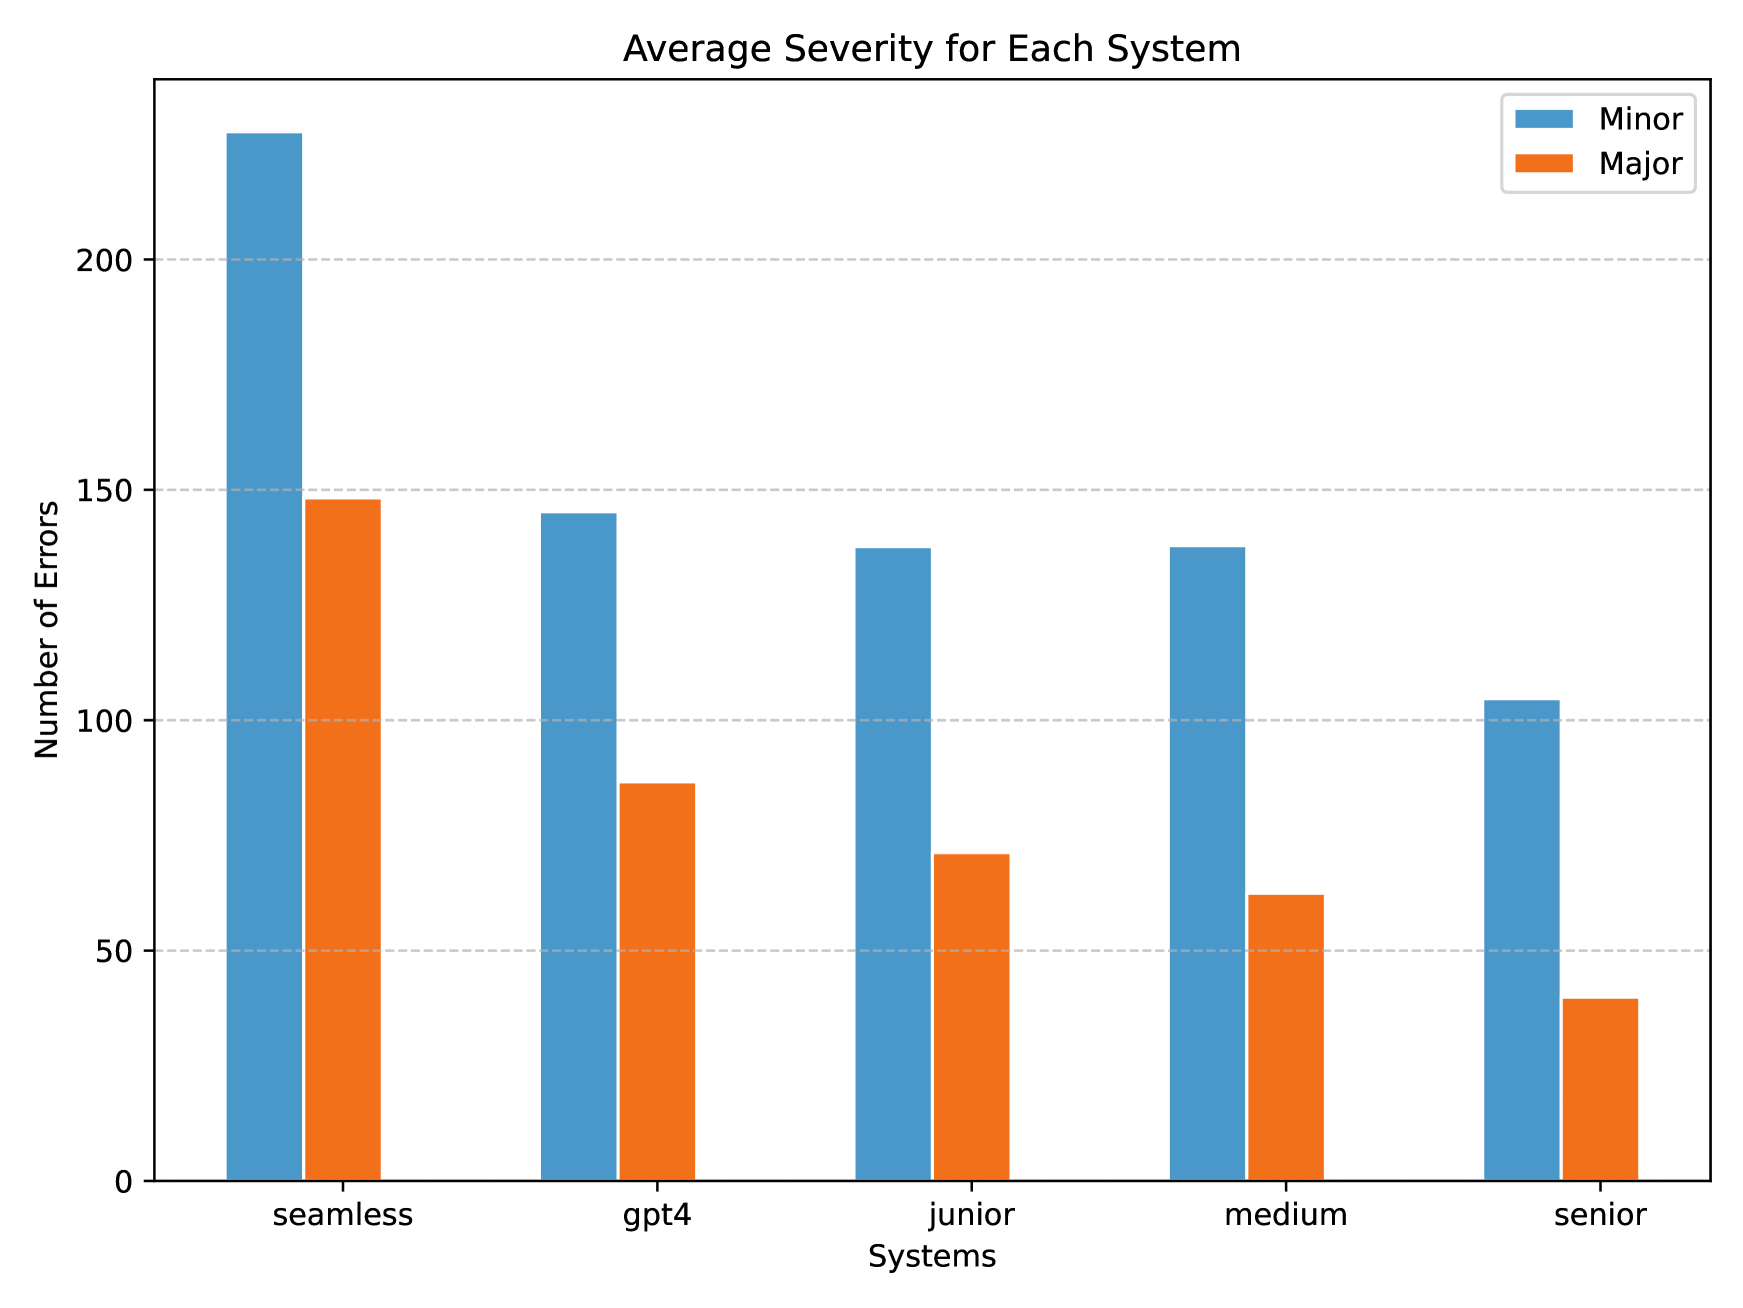 Average Severity for Each System
Minor
Major
200
150
100
50
0
Number of Errors
seamless gpt4 junior medium senior
Systems